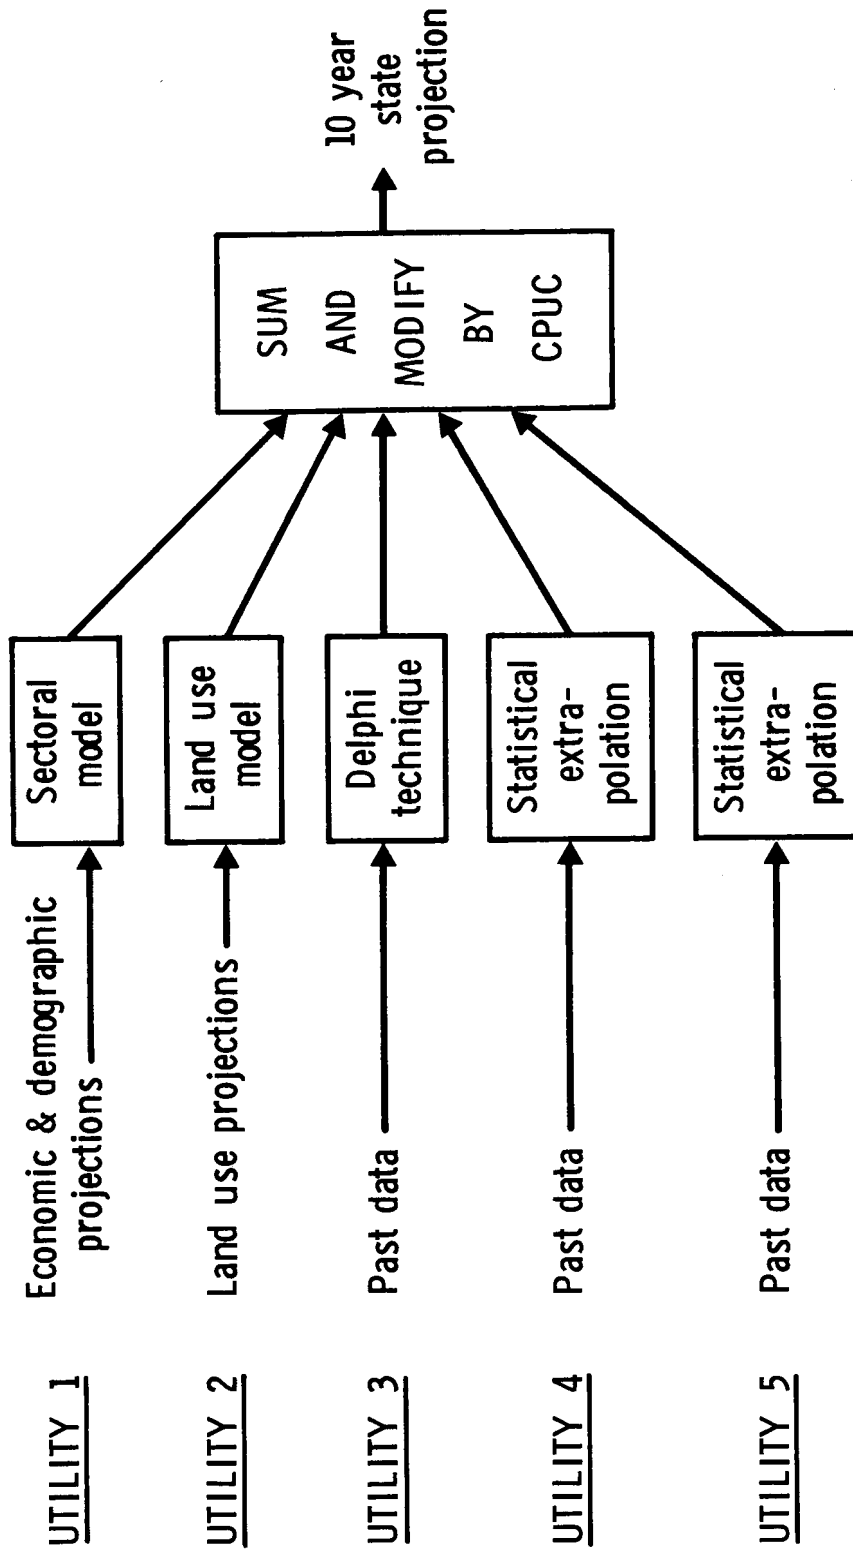 UTILITY 1
Economic & demographic
projections
Sectoral
model
UTILITY 2
Land use projections
Land use
model
UTILITY 3
Past data
Delphi
technique
UTILITY 4
Past data
Statistical
extra-
polation
UTILITY 5
Past data
Statistical
extra-
polation
SUM
AND
MODIFY
BY
CPUC
10 year
state
projection